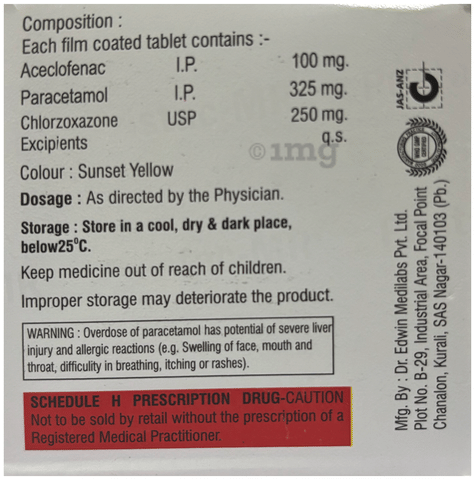 Composition :
Each film coated tablet contains :-
Aceclofenac I.P. 100 mg.
Paracetamol I.P. 325 mg.
Chlorzoxazone USP 250 mg.
Excipients q.s.
Colour : Sunset Yellow
Dosage : As directed by the Physician.
Storage : Store in a cool, dry & dark place,
below25°C.
Keep medicine out of reach of children.
Improper storage may deteriorate the product.
WARNING : Overdose of paracetamol has potential of severe liver
injury and allergic reactions (e.g. Swelling of face, mouth and
throat, difficulity in breathing, itching or rashes).
SCHEDULE H PRESCRIPTION DRUG-CAUTION
Not to be sold by retail without the prescription of a
Registered Medical Practitioner.
©1mg
JAS-ANZ
Mfg. By : Dr. Edwin Medilabs Pvt. Ltd.
Plot No. B-29, Industrial Area, Focal Point
Chanalon, Kurali, SAS Nagar-140103 (Pb.)